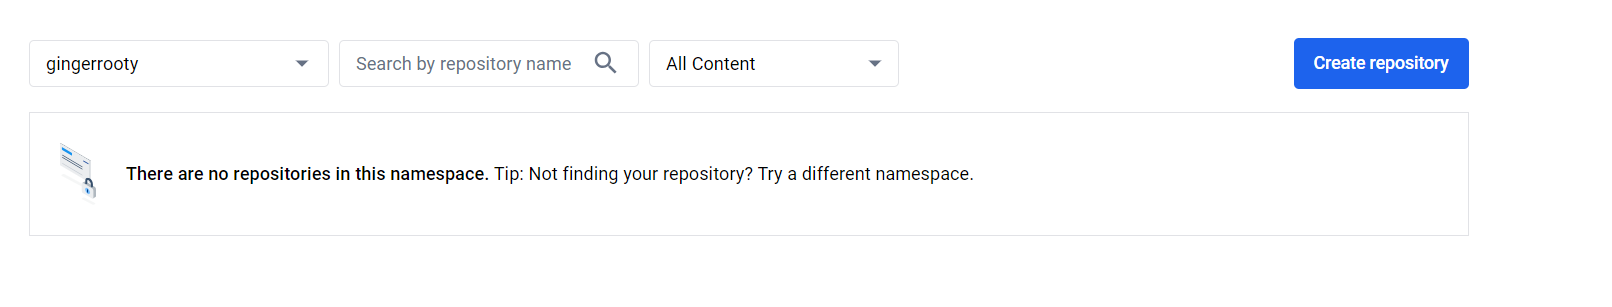 gingerrooty Search by repository name All Content Create repository
There are no repositories in this namespace. Tip: Not finding your repository? Try a different namespace.